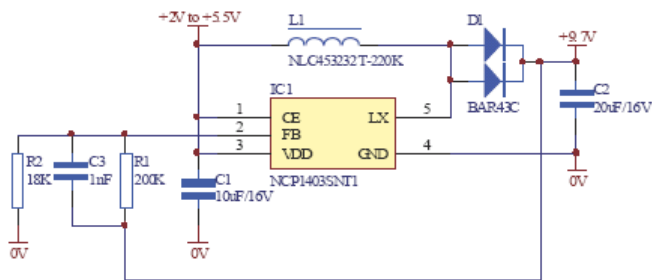 +2V to +5.5V
L1
NLC453232T-220K
D1
BAR43C
+9.7V
C2
20uF/16V
0V
IC1
1 CE LX 5
2 FB
3 VDD GND 4
NCP1403SNT1
R2
18K
C3
1nF
R1
200K
C1
10uF/16V
0V
0V